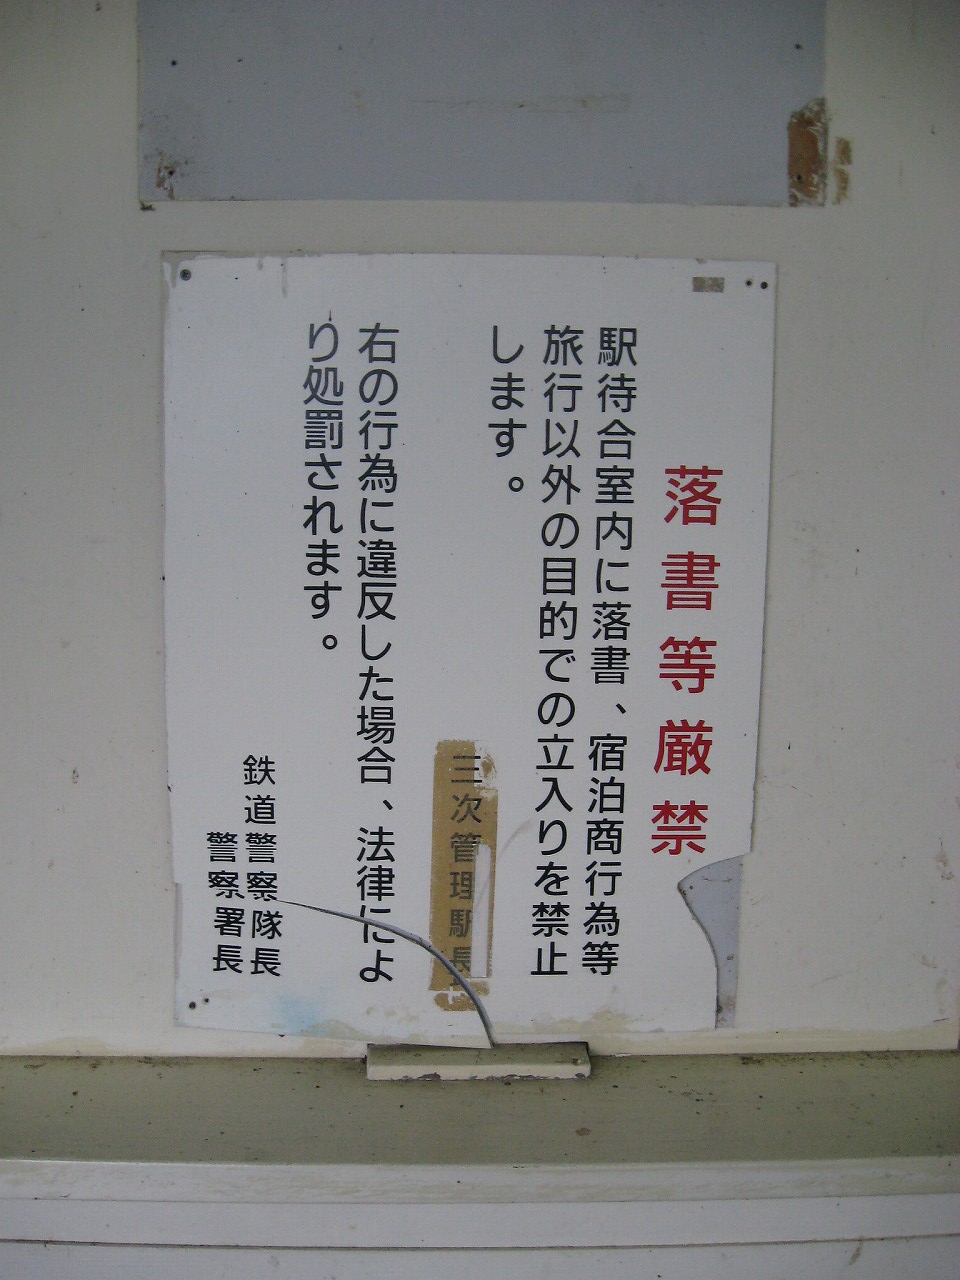 落書等厳禁
駅待合室内に落書、宿泊商行為等
旅行以外の目的での立入りを禁止
します。
三次管理駅長
右の行為に違反した場合、法律によ
り処罰されます。
鉄道警察隊長
警察署長